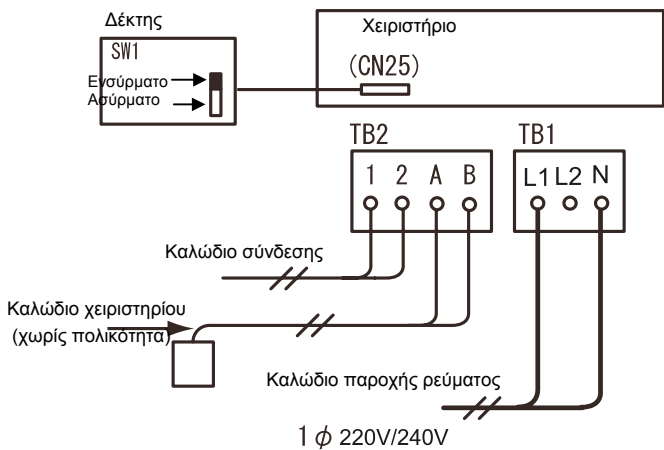 Δέκτης
Χειριστήριο
SW1
(CN25)
Ενσύρματο
Ασύρματο
TB2
TB1
1 2 A B
L1 L2 N
Καλώδιο σύνδεσης
Καλώδιο χειριστηρίου
(χωρίς πολικότητα)
Καλώδιο παροχής ρεύματος
1 ϕ 220V/240V